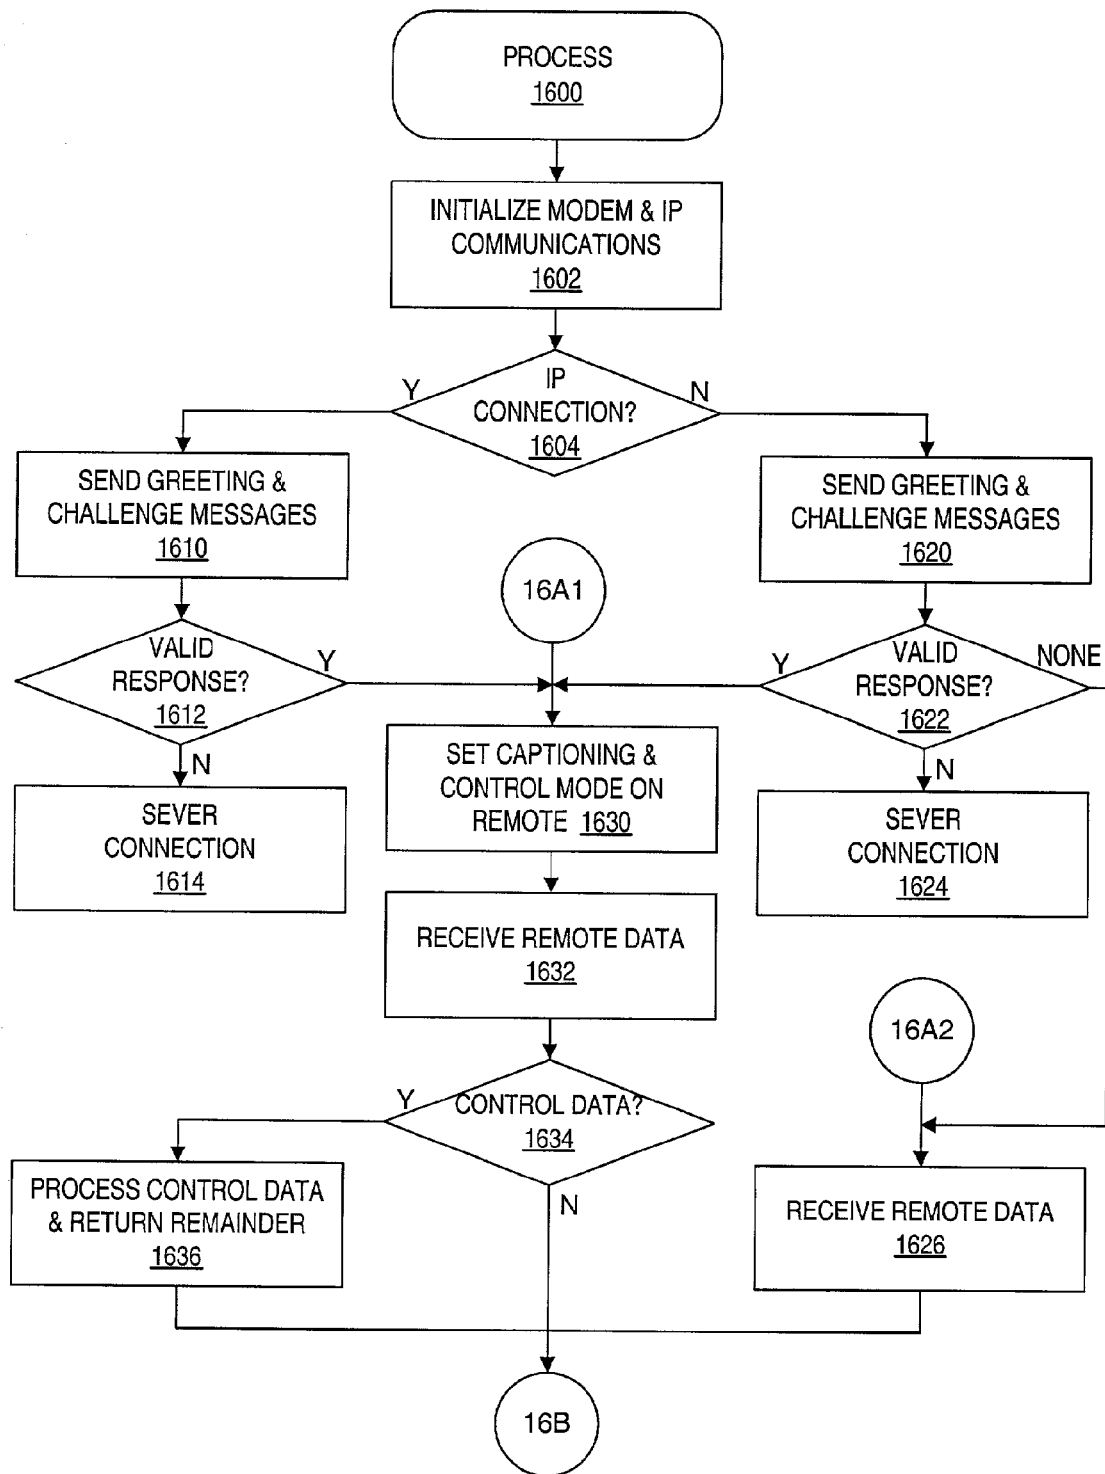 PROCESS
1600
INITIALIZE MODEM & IP
COMMUNICATIONS
1602
Y
IP
CONNECTION?
1604
N
SEND GREETING &
CHALLENGE MESSAGES
1610
SEND GREETING &
CHALLENGE MESSAGES
1620
16A1
VALID
RESPONSE?
1612
Y
N
Y
VALID
RESPONSE?
1622
NONE
N
SEVER
CONNECTION
1614
SET CAPTIONING &
CONTROL MODE ON
REMOTE 1630
SEVER
CONNECTION
1624
RECEIVE REMOTE DATA
1632
16A2
Y
CONTROL DATA?
1634
N
PROCESS CONTROL DATA
& RETURN REMAINDER
1636
RECEIVE REMOTE DATA
1626
16B